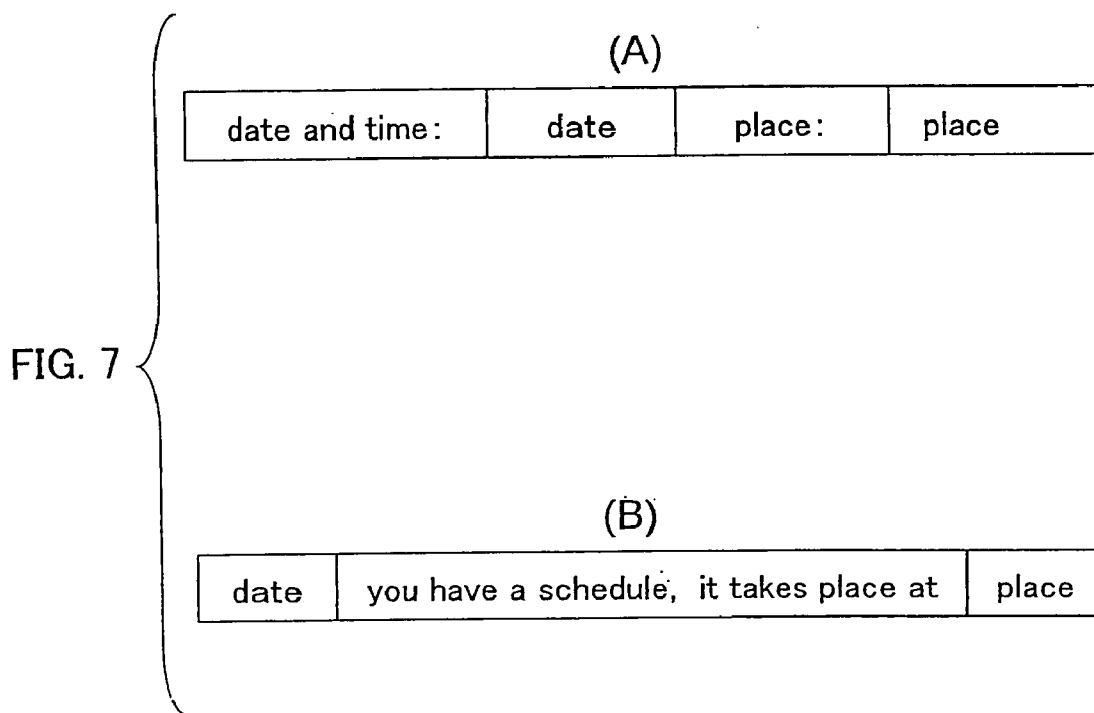 (A)
date and time: date place: place
FIG. 7
(B)
date you have a schedule, it takes place at place